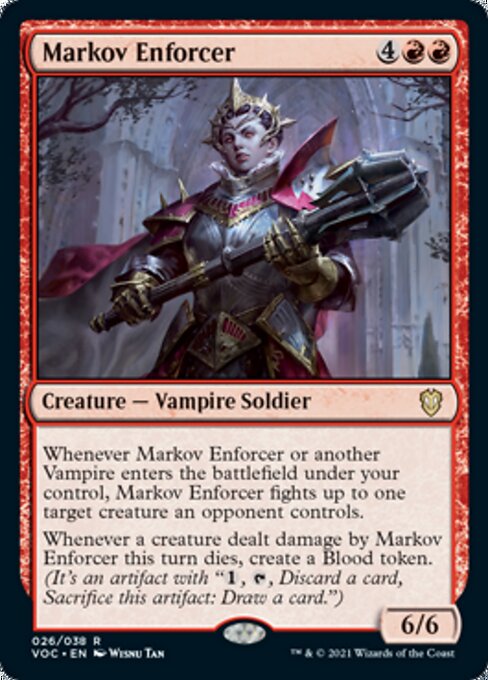 Markov Enforcer 4
Creature — Vampire Soldier
Whenever Markov Enforcer or another
Vampire enters the battlefield under your
control, Markov Enforcer fights up to one
target creature an opponent controls.
Whenever a creature dealt damage by Markov
Enforcer this turn dies, create a Blood token.
(It's an artifact with “1, , Discard a card,
Sacrifice this artifact: Draw a card.”)
6/6
026/038 R
VOC • EN Wisnu Tan
™ & © 2021 Wizards of the Coast